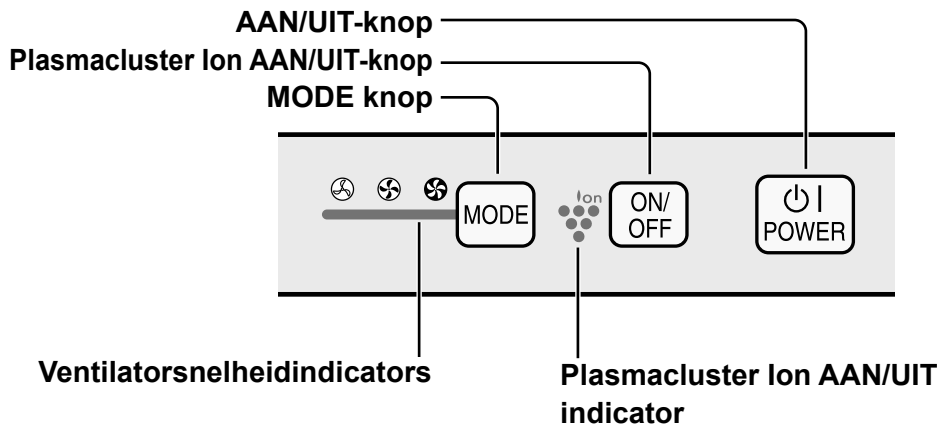 AAN/UIT-knop
Plasmacluster Ion AAN/UIT-knop
MODE knop
MODE
ion
ON/
OFF
POWER
Ventilatorsnelheidindicators
Plasmacluster Ion AAN/UIT
indicator